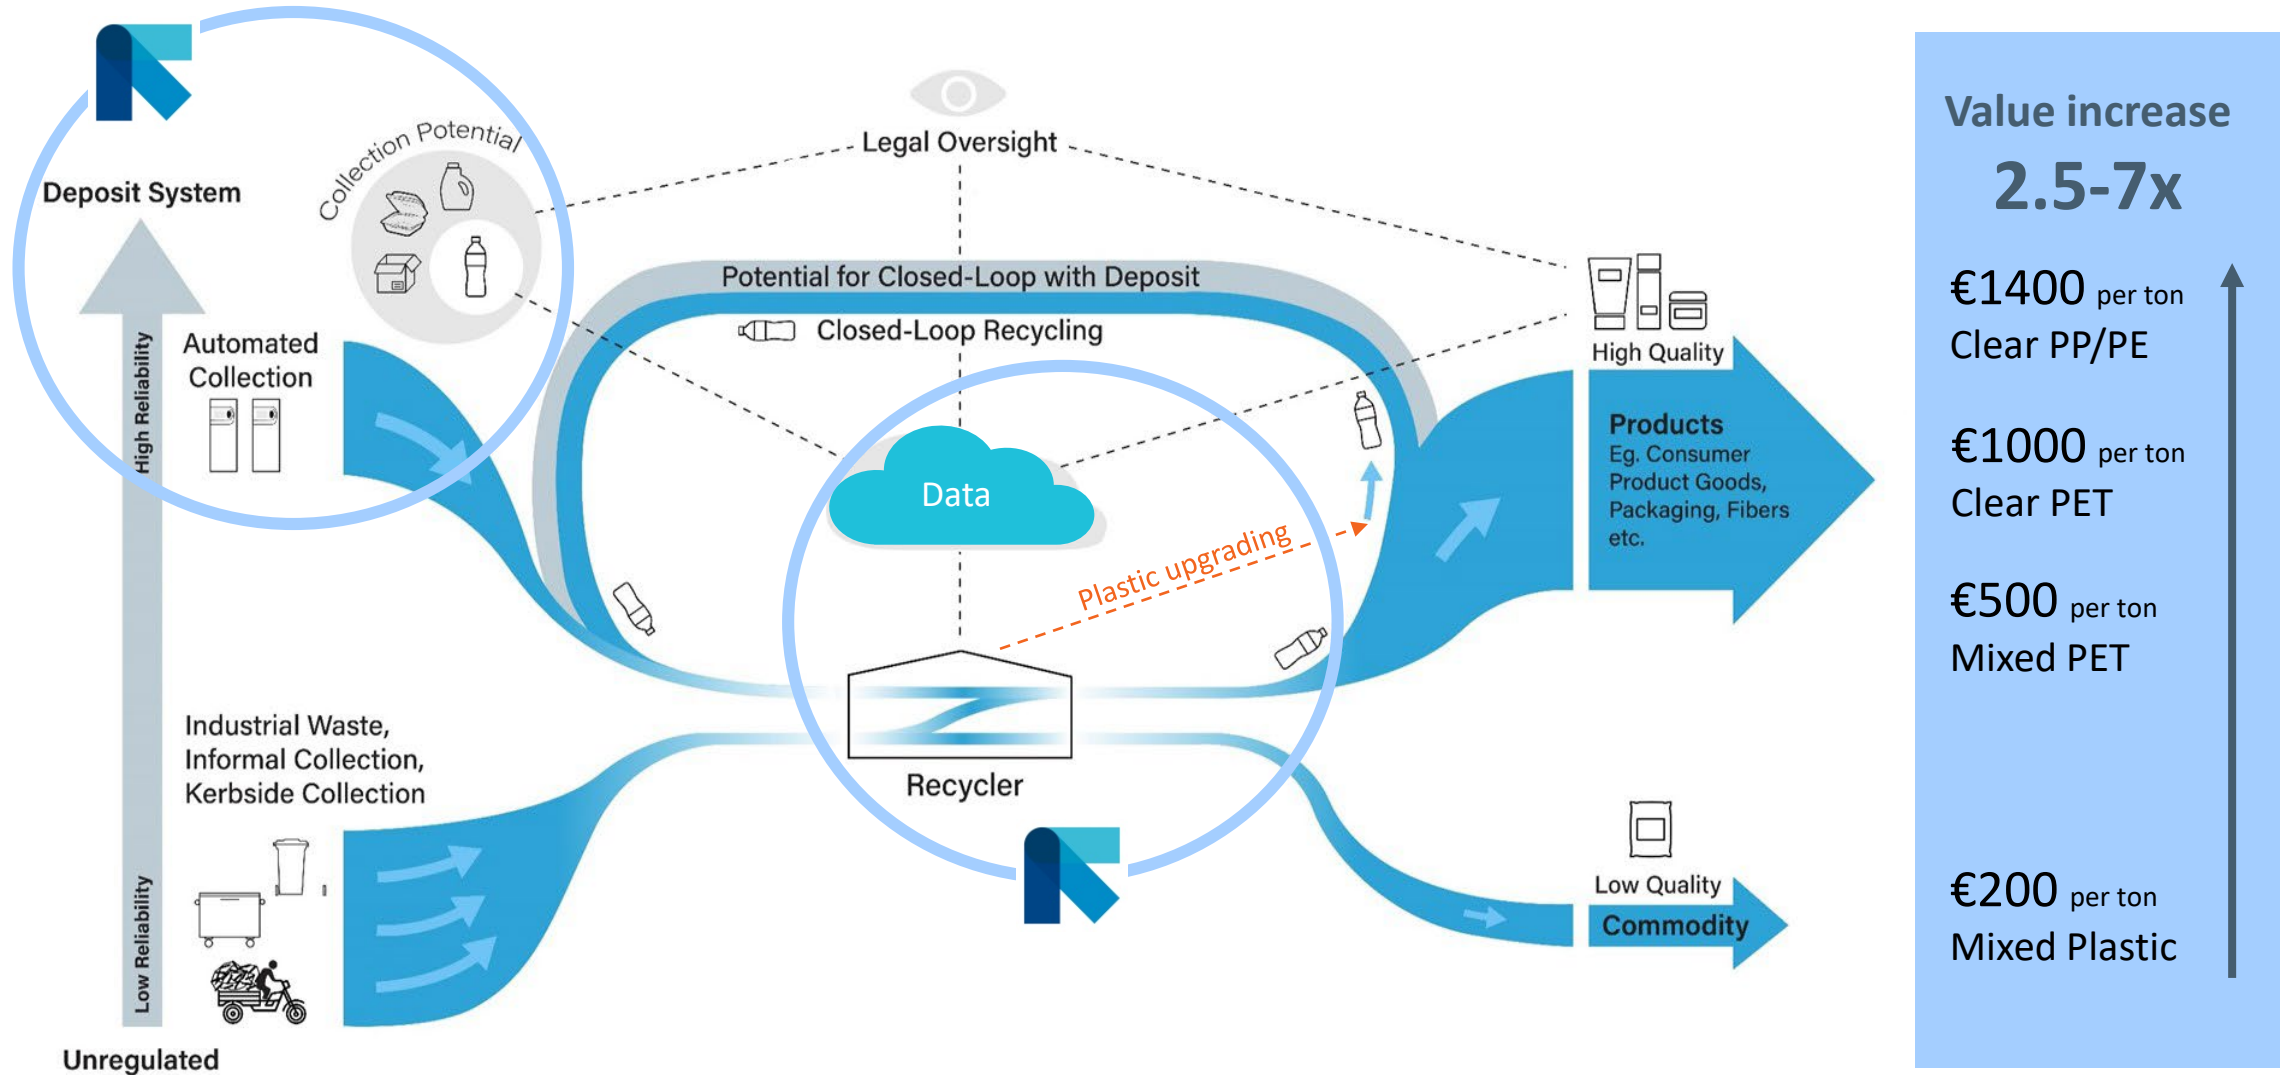 Collection Potential
Deposit System
High Reliability
Automated
Collection
Legal Oversight
Potential for Closed-Loop with Deposit
Closed-Loop Recycling
Data
Plastic upgrading
High Quality
Products
Eg. Consumer
Product Goods,
Packaging, Fibers
etc.
Industrial Waste,
Informal Collection,
Kerbside Collection
Low Reliability
Unregulated
Recycler
Low Quality
Commodity
Value increase
2.5-7x
€1400 per ton
Clear PP/PE
€1000 per ton
Clear PET
€500 per ton
Mixed PET
€200 per ton
Mixed Plastic